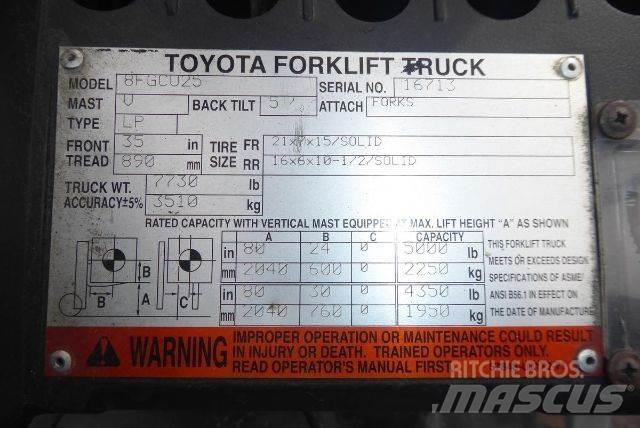 TOYOTA FORKLIFT TRUCK
MODEL 8FGCU25 SERIAL NO. 16713
MAST V BACK TILT 5 ATTACH FORKS
TYPE LP
FRONT TREAD 35 in 890 mm
TIRE SIZE FR 21x7x15/SOLID
RR 16x6x10-1/2/SOLID
TRUCK WT. 7730 lb
ACCURACY±5% 3510 kg
RATED CAPACITY WITH VERTICAL MAST EQUIPPED AT MAX. LIFT HEIGHT "A" AS SHOWN
A B C CAPACITY
in 80 24 0 5000 lb
mm 2040 600 0 2250 kg
in 80 30 0 4350 lb
mm 2040 760 0 1950 kg
B
B A C
THIS FORKLIFT TRUCK
MEETS OR EXCEEDS DESIGN
SPECIFICATIONS OF ASME/
ANSI B56.1 IN EFFECT ON
THE DATE OF MANUFACTURE
WARNING
IMPROPER OPERATION OR MAINTENANCE COULD RESULT
IN INJURY OR DEATH. TRAINED OPERATORS ONLY.
READ OPERATOR'S MANUAL FIRST
RITCHIE BROS.
MASCUS